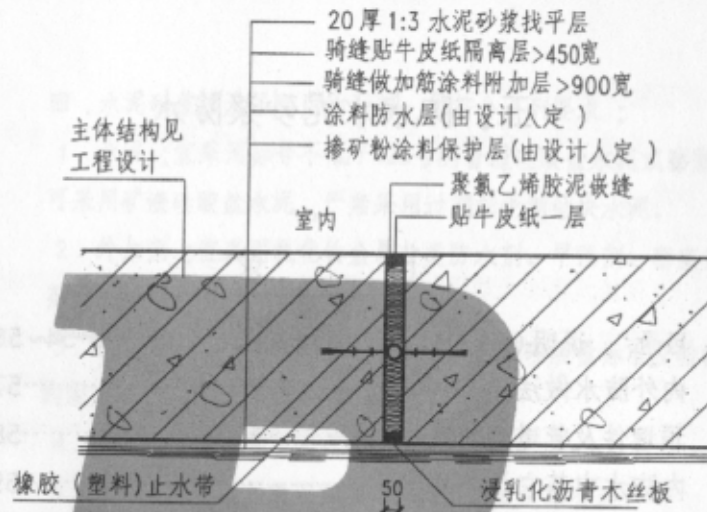 20厚1:3水泥砂浆找平层
骑缝贴牛皮纸隔离层>450宽
骑缝做加筋涂料附加层>900宽
涂料防水层(由设计人定)
掺矿粉涂料保护层(由设计人定)
主体结构见
工程设计
聚氯乙烯胶泥嵌缝
贴牛皮纸一层
室内
橡胶(塑料)止水带
50
浸乳化沥青木丝板